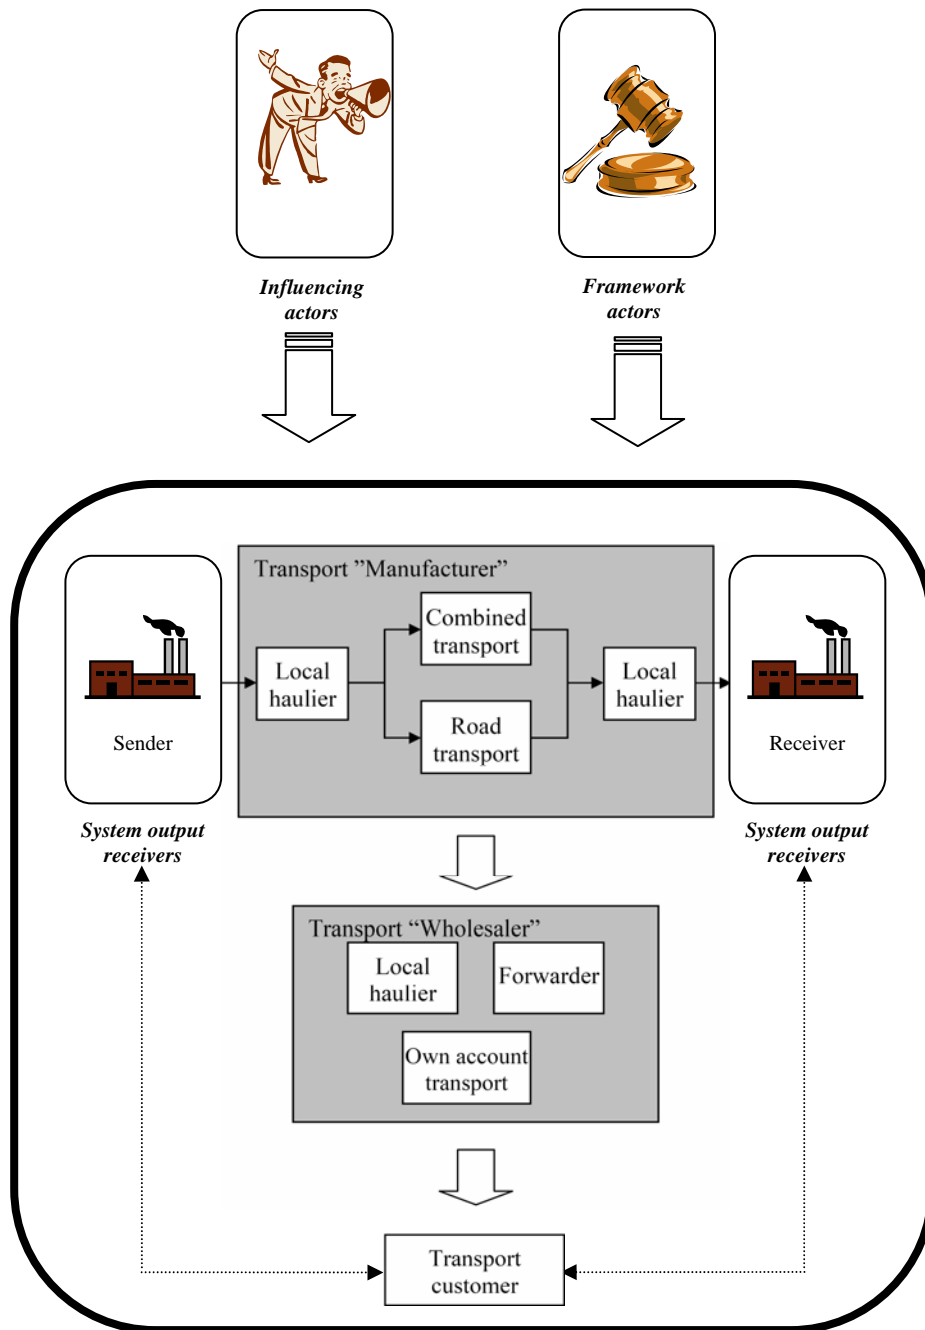 Influencing
actors
Framework
actors
Transport ”Manufacturer”
Combined
transport
Local
haulier
Local
haulier
Road
transport
Sender
Receiver
System output
receivers
System output
receivers
Transport “Wholesaler”
Local
haulier
Forwarder
Own account
transport
Transport
customer